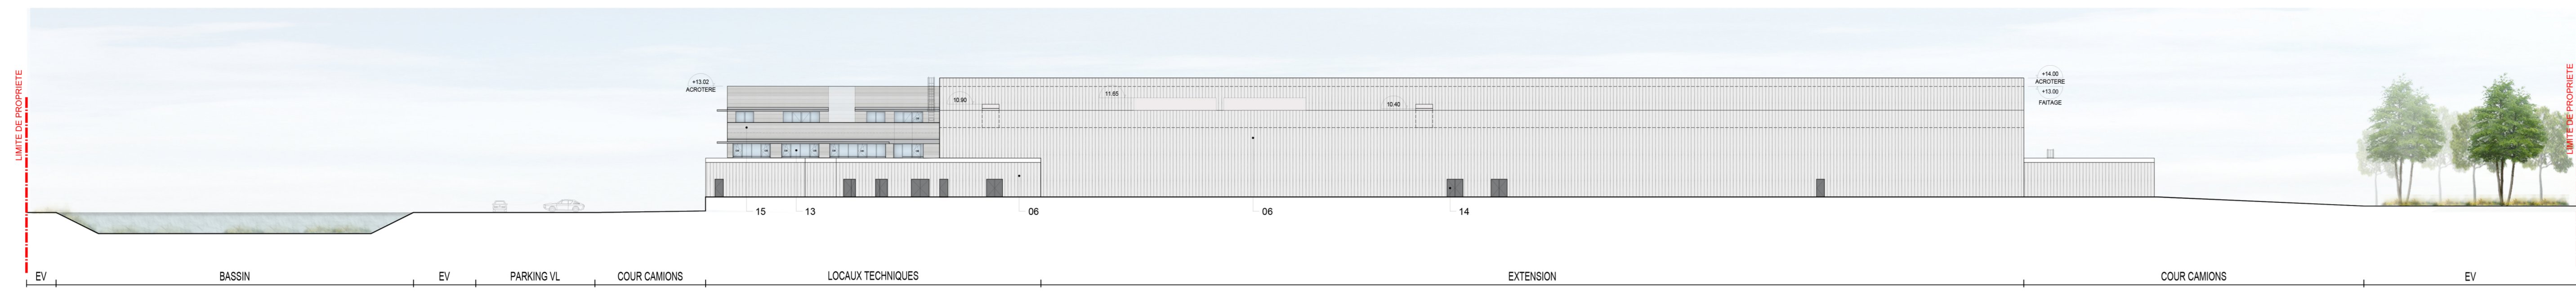 LIMITE DE PROPRIETE
+13.02
ACROTERE
10.90
11.65
10.40
+14.00
ACROTERE
+13.00
FAITAGE
LIMITE DE PROPRIETE
15
13
06
06
14
EV
BASSIN
EV
PARKING VL
COUR CAMIONS
LOCAUX TECHNIQUES
EXTENSION
COUR CAMIONS
EV